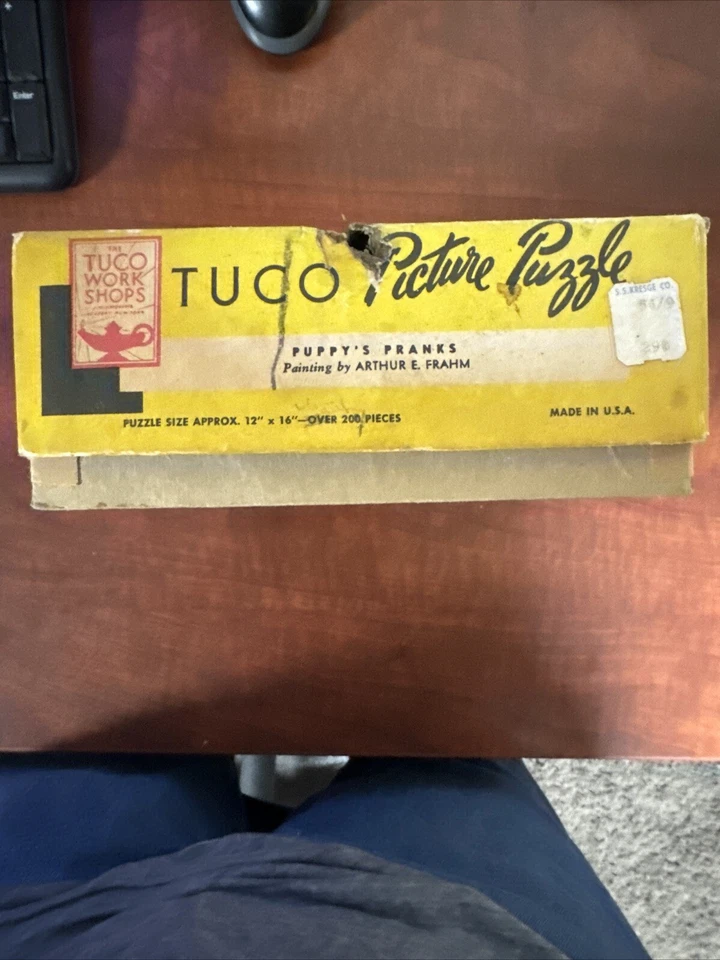 Enter
THE
TUCO
WORK
SHOPS
TUCO Picture Puzzle
S.S.KRESGE CO.
PUPPY'S PRANKS
Painting by ARTHUR E. FRAHM
PUZZLE SIZE APPROX. 12" x 16"—OVER 200 PIECES
MADE IN U.S.A.